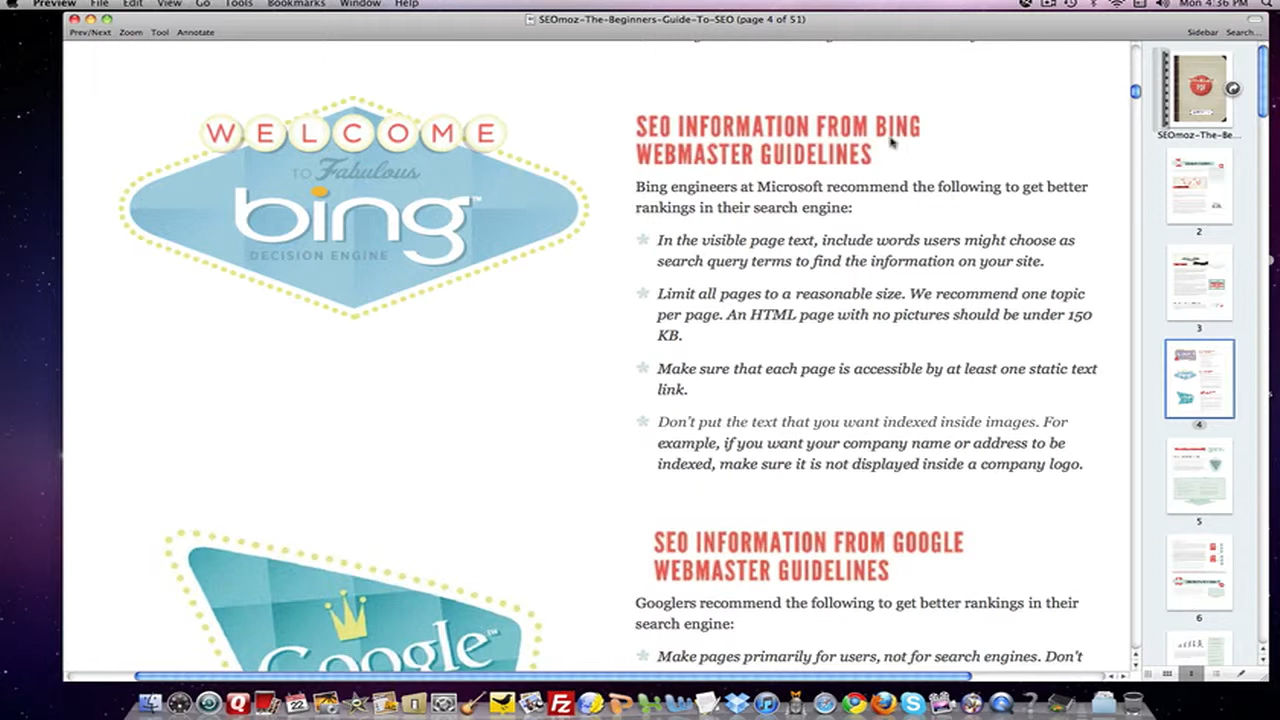 Preview File Edit View Go Tools Bookmarks Window Help
Mon 4:36 PM
SEOmoz-The-Beginners-Guide-To-SEO (page 4 of 51)
Prev/Next Zoom Tool Annotate
Sidebar Search...
WELCOME
TO Fabulous
bing™
DECISION ENGINE
SEO INFORMATION FROM BING
WEBMASTER GUIDELINES
Bing engineers at Microsoft recommend the following to get better
rankings in their search engine:
* In the visible page text, include words users might choose as
search query terms to find the information on your site.
* Limit all pages to a reasonable size. We recommend one topic
per page. An HTML page with no pictures should be under 150
KB.
* Make sure that each page is accessible by at least one static text
link.
* Don't put the text that you want indexed inside images. For
example, if you want your company name or address to be
indexed, make sure it is not displayed inside a company logo.
Google™
SEO INFORMATION FROM GOOGLE
WEBMASTER GUIDELINES
Googlers recommend the following to get better rankings in their
search engine:
* Make pages primarily for users, not for search engines. Don't
SEOmoz-The-Be...
2
3
4
5
6